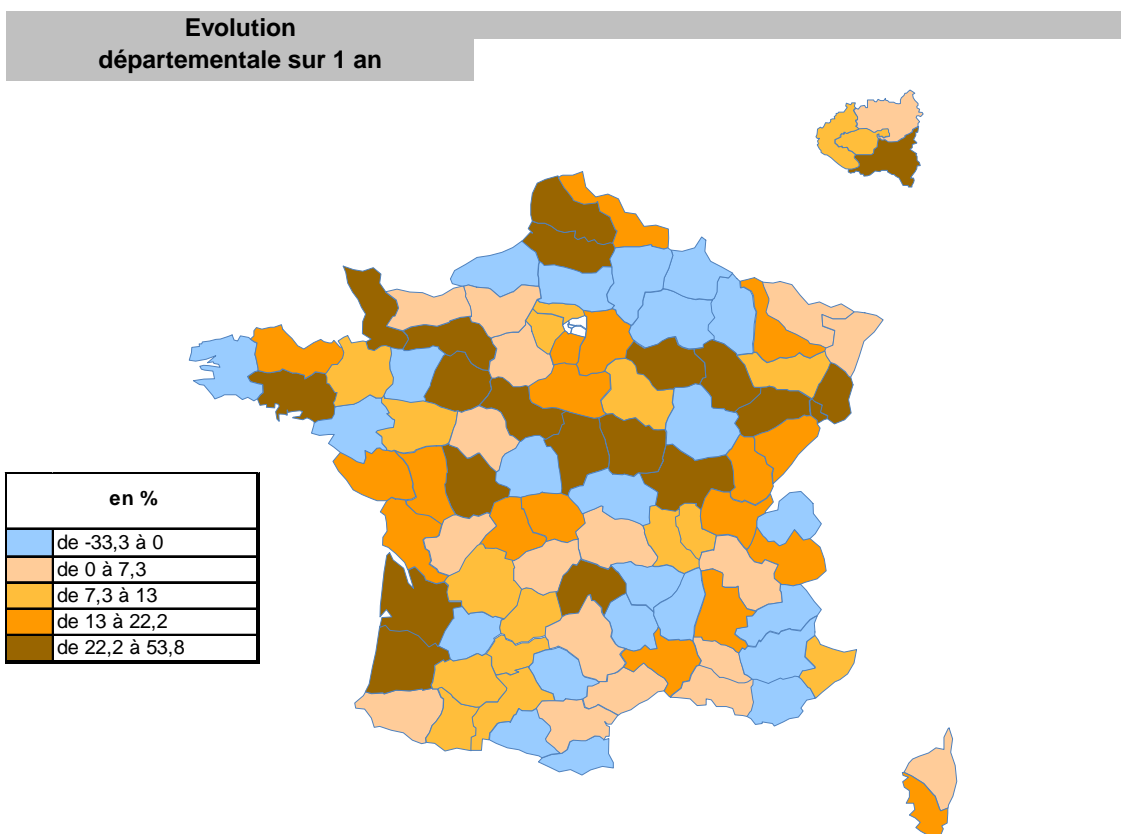 Evolution
départementale sur 1 an
en %
de -33,3 à 0
de 0 à 7,3
de 7,3 à 13
de 13 à 22,2
de 22,2 à 53,8